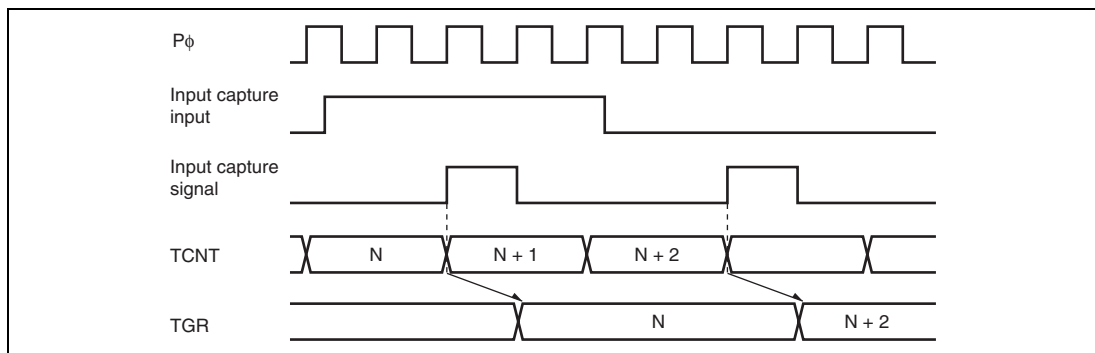 Pϕ
Input capture
input
Input capture
signal
TCNT
N
N + 1
N + 2
TGR
N
N + 2